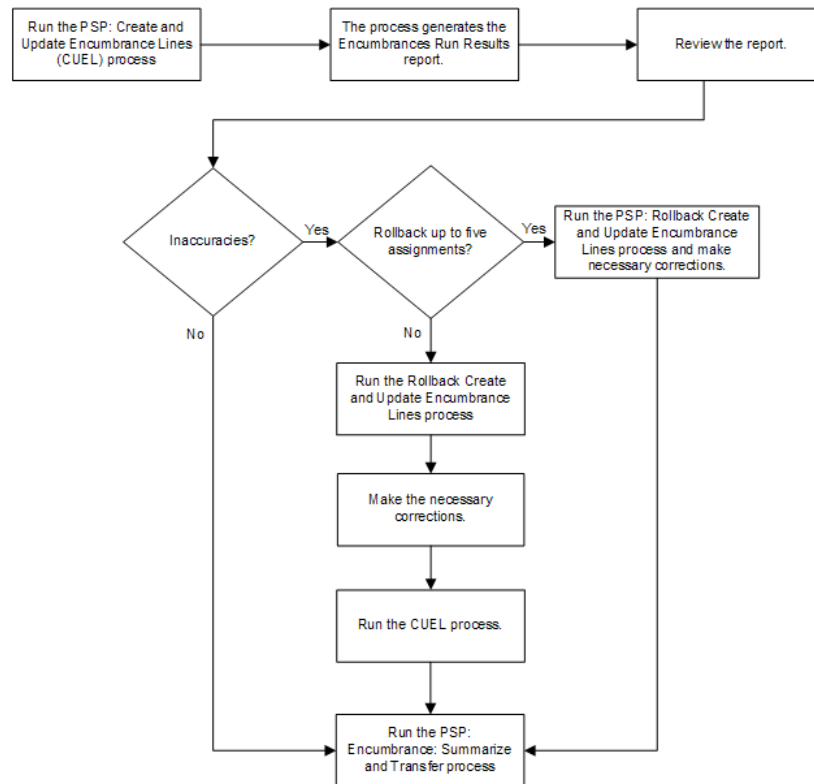 Run the PSP: Create and
Update Encumbrance Lines
(CUEL) process
The process generates the
Encumbrances Run Results
report.
Review the report.
Inaccuracies?
Yes
Rollback up to five
assignments?
Yes
Run the PSP: Rollback Create
and Update Encumbrance
Lines process and make
necessary corrections.
No
No
Run the Rollback Create
and Update Encumbrance
Lines process
Make the necessary
corrections.
Run the CUEL process.
Run the PSP:
Encumbrance: Summarize
and Transfer process